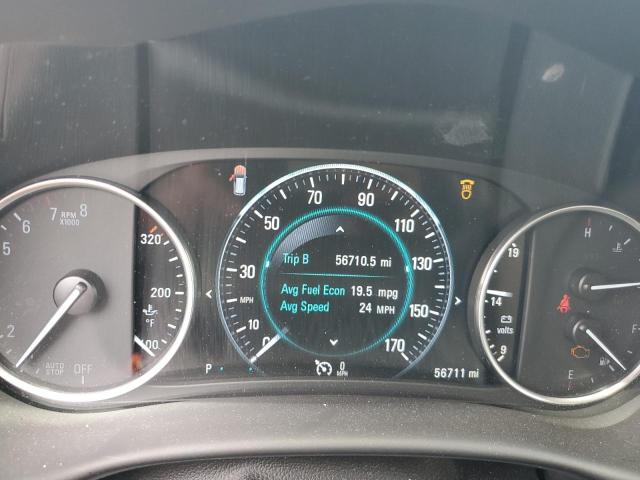 7 8
6
5
2
RPM
X1000
AUTO
STOP
OFF
320
200
°F
100
0
10
30
50
70
90
110
130
150
170
MPH
Trip B 56710.5 mi
Avg Fuel Econ 19.5 mpg
Avg Speed 24 MPH
P
0
MPH
56711 mi
19
14
volts
9
H
F
E